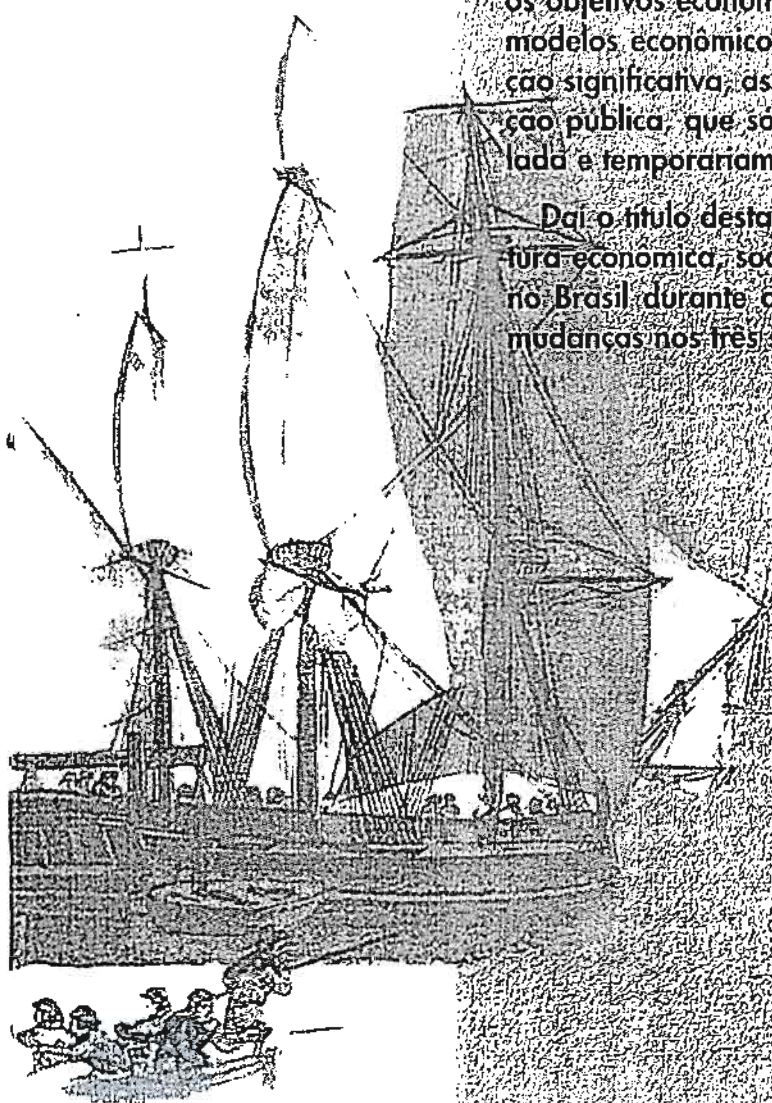 os objetivos econôm
modelos econômico
ção significativa, as
ção pública, que só
lada e temporariam
Daí o título desta
tura econômica, soc
no Brasil durante a
mudanças nos três s